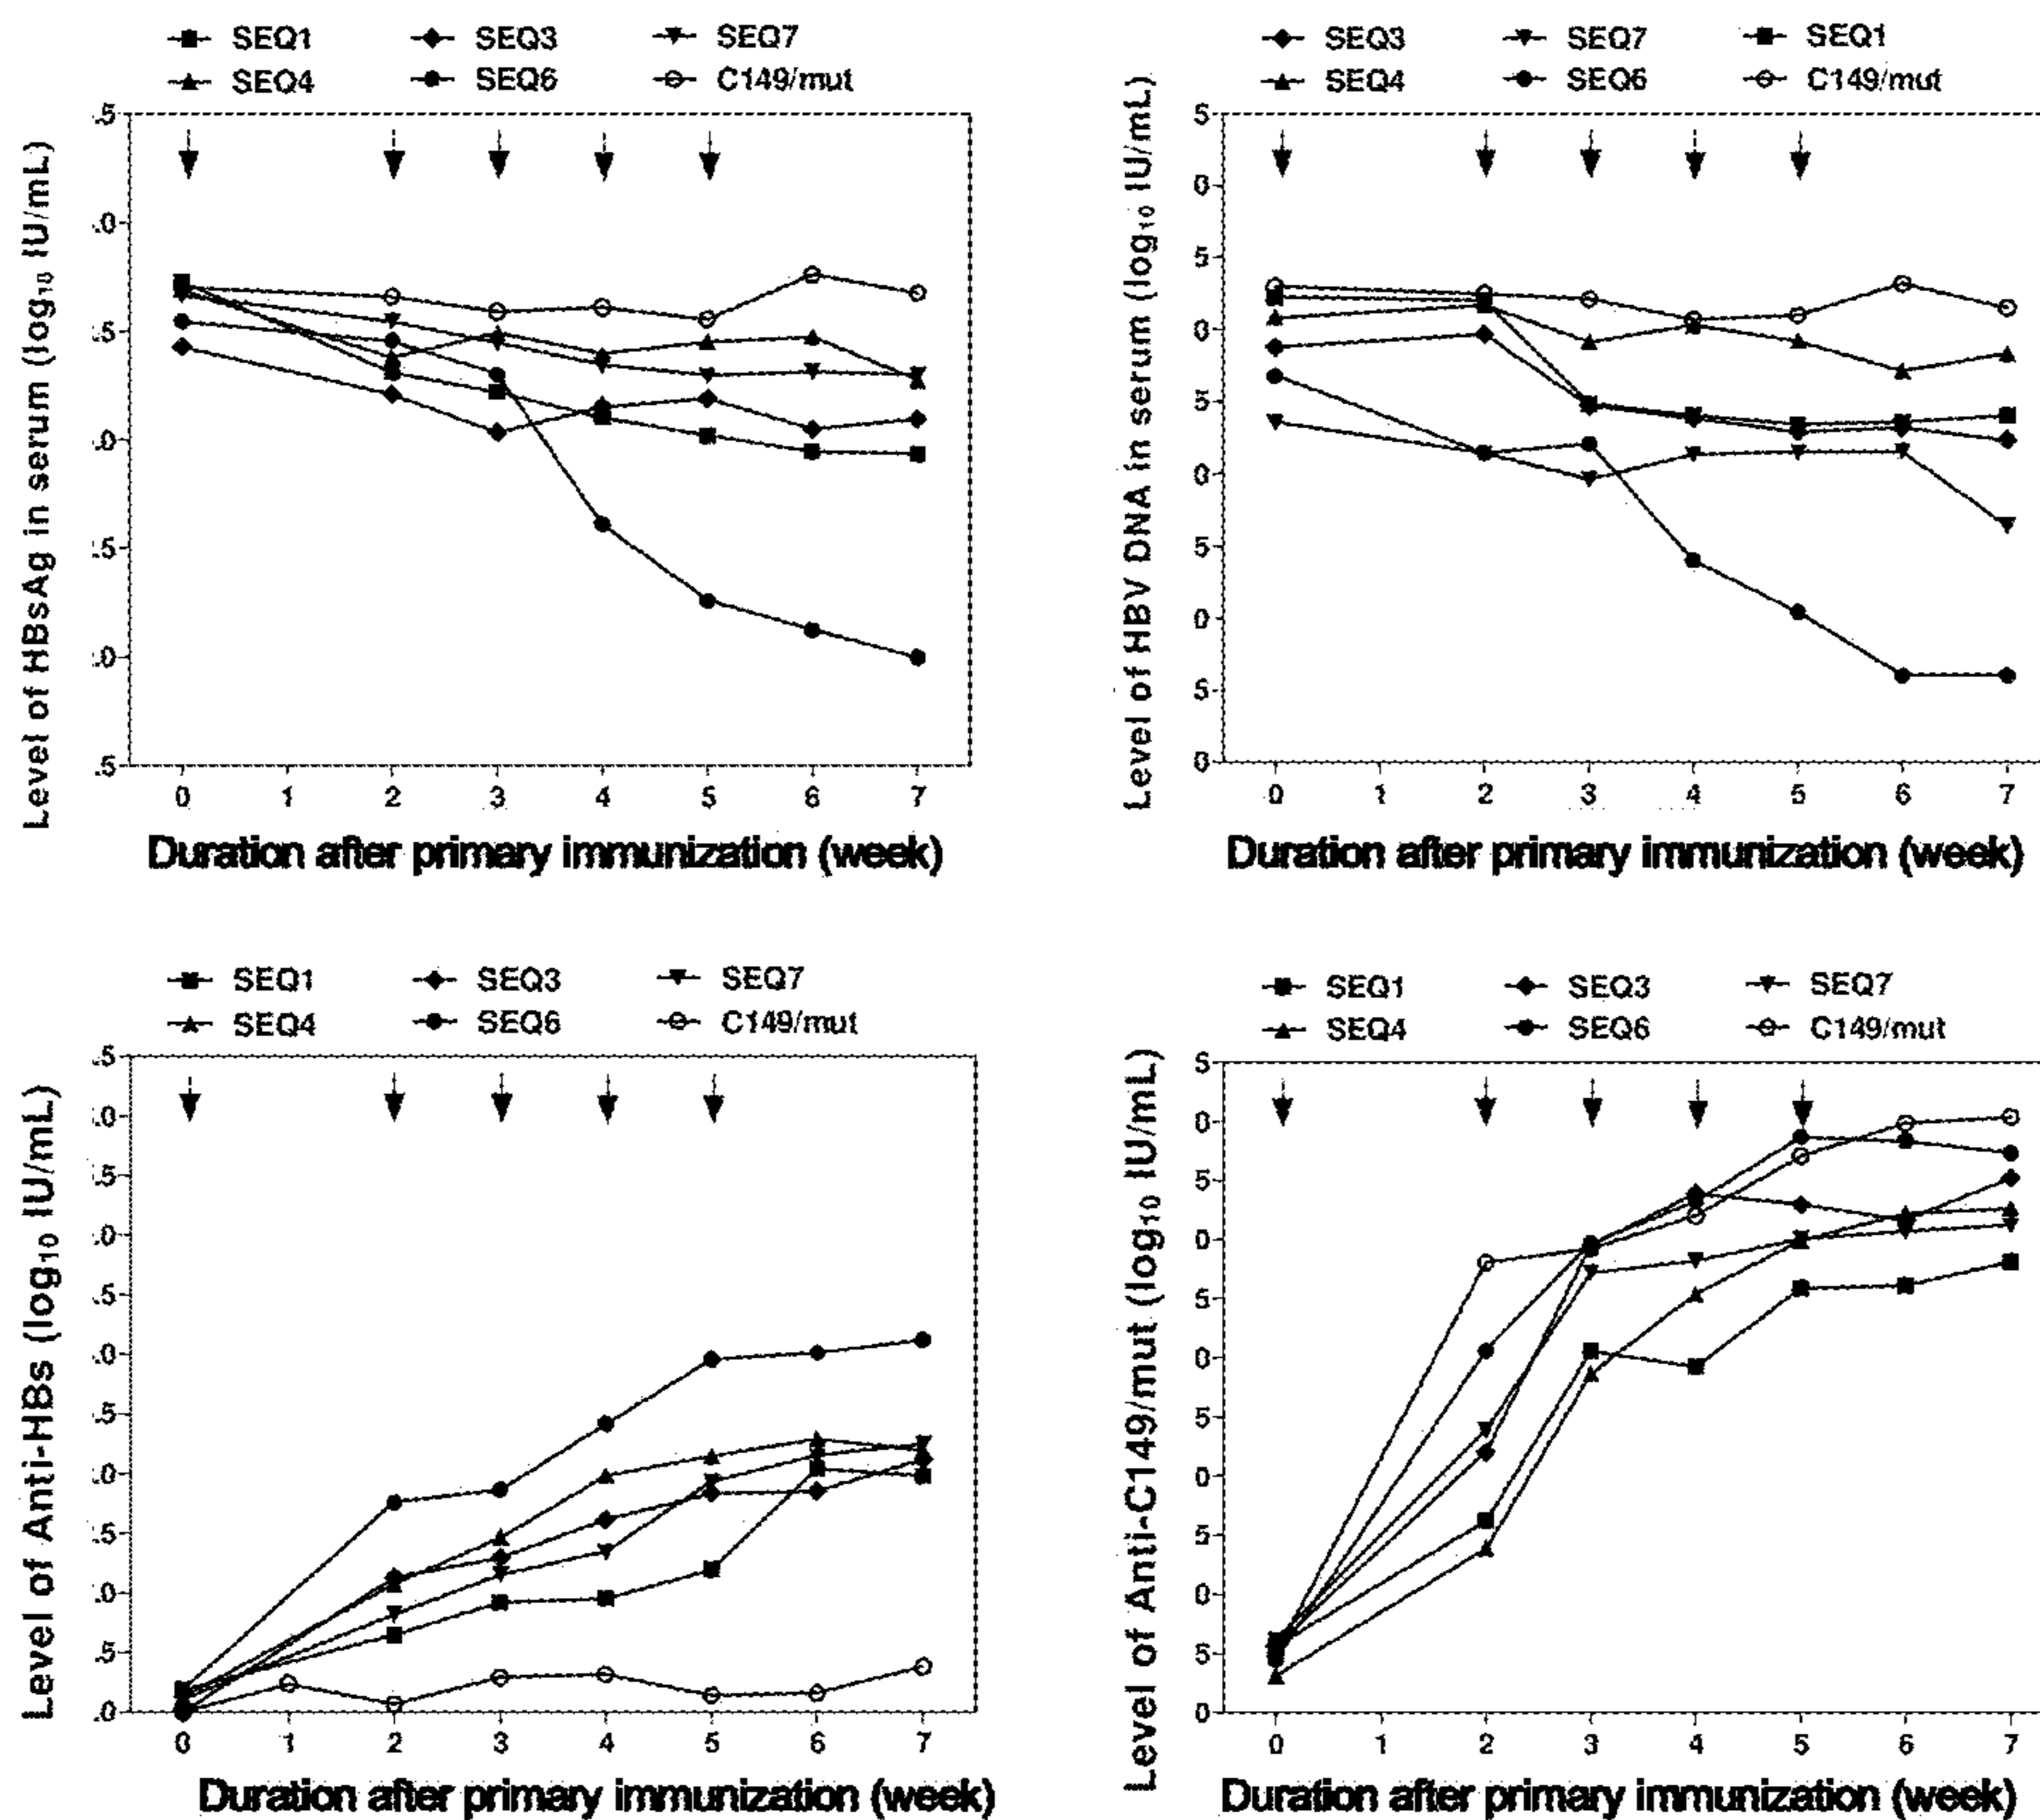 SEQ1 SEQ3 SEQ7
SEQ4 SEQ6 C149/mut
Level of HBsAg in serum (log10 IU/mL)
.5
.0
.5
.0
.5
.0
.5
0 1 2 3 4 5 6 7
Duration after primary immunization (week)
SEQ3 SEQ7 SEQ1
SEQ4 SEQ6 C149/mut
Level of HBV DNA in serum (log10 IU/mL)
5
0
5
0
5
0
5
0
5
0
0 1 2 3 4 5 6 7
Duration after primary immunization (week)
SEQ1 SEQ3 SEQ7
SEQ4 SEQ6 C149/mut
Level of Anti-HBs (log10 IU/mL)
.5
.0
.5
.0
.5
.0
.5
.0
.5
.0
.5
.0
0 1 2 3 4 5 6 7
Duration after primary immunization (week)
SEQ1 SEQ3 SEQ7
SEQ4 SEQ6 C149/mut
Level of Anti-C149/mut (log10 IU/mL)
5
0
5
0
5
0
5
0
5
0
5
0
0 1 2 3 4 5 6 7
Duration after primary immunization (week)